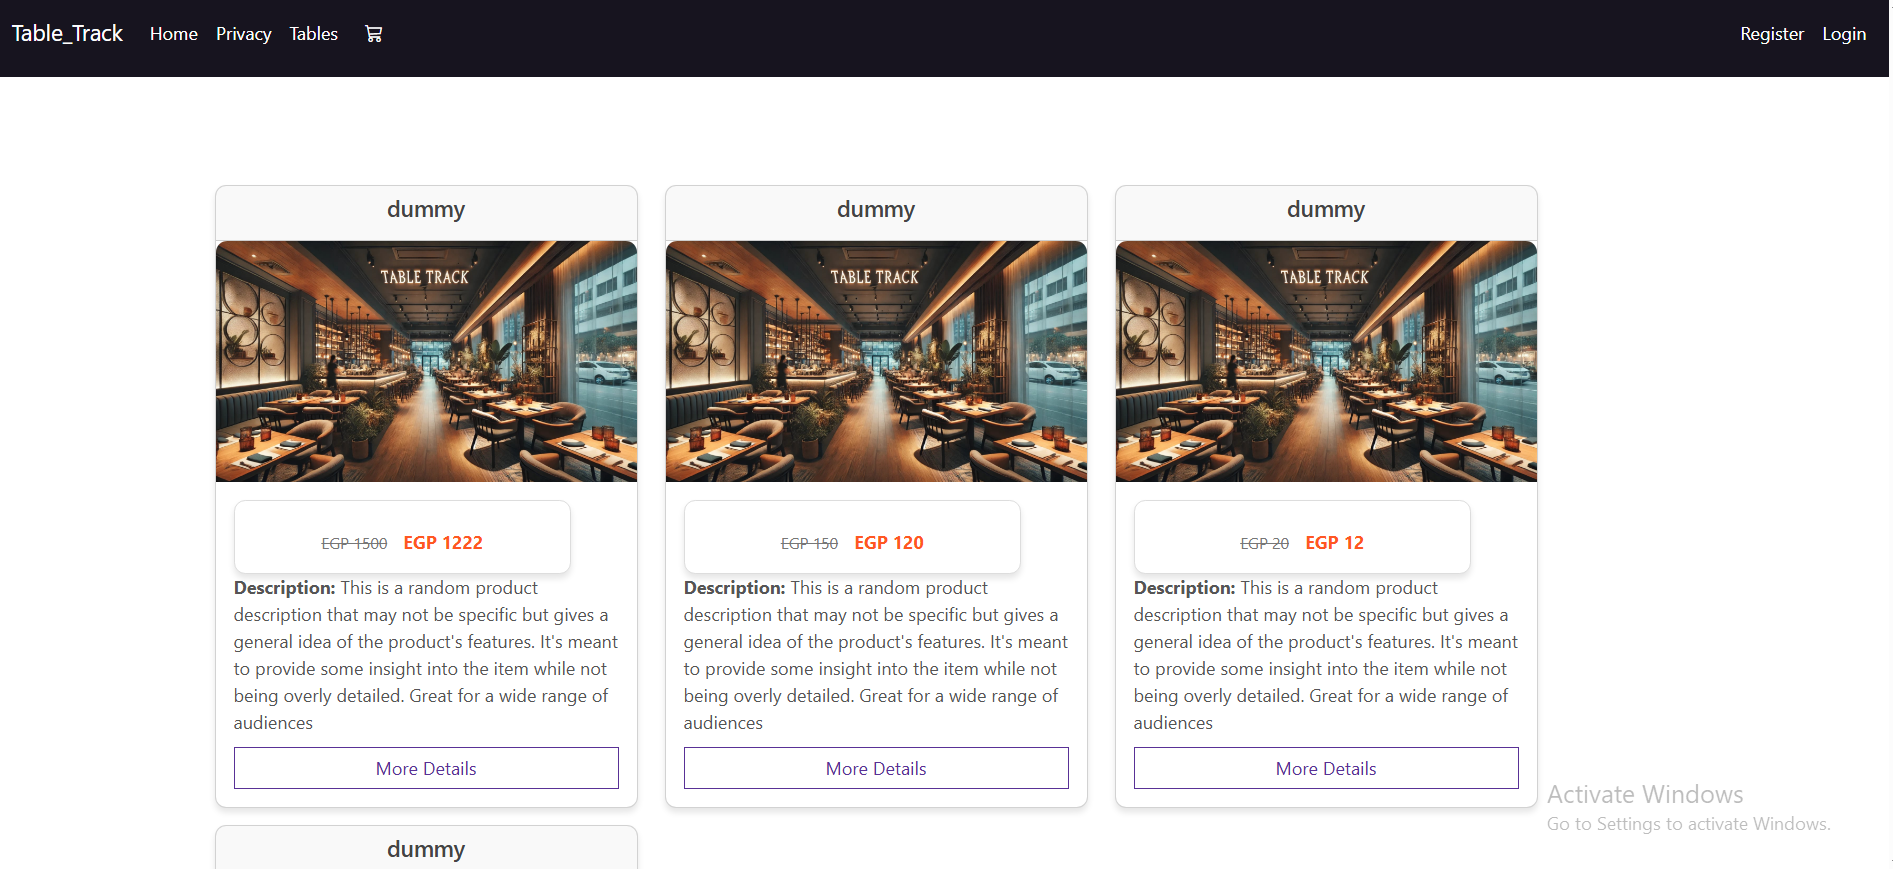 Table_Track Home Privacy Tables Register Login
dummy
TABLE TRACK
EGP 1500 EGP 1222
Description: This is a random product
description that may not be specific but gives a
general idea of the product's features. It's meant
to provide some insight into the item while not
being overly detailed. Great for a wide range of
audiences
More Details
dummy
TABLE TRACK
EGP 150 EGP 120
Description: This is a random product
description that may not be specific but gives a
general idea of the product's features. It's meant
to provide some insight into the item while not
being overly detailed. Great for a wide range of
audiences
More Details
dummy
TABLE TRACK
EGP 20 EGP 12
Description: This is a random product
description that may not be specific but gives a
general idea of the product's features. It's meant
to provide some insight into the item while not
being overly detailed. Great for a wide range of
audiences
More Details
dummy
Activate Windows
Go to Settings to activate Windows.